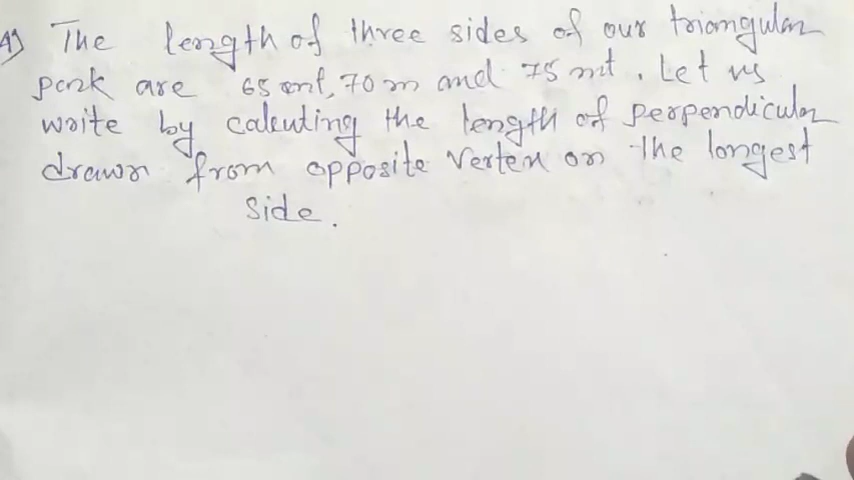 4) The length of three sides of our triangular
park are 65 mt, 70 m and 75 mt. Let us
write by calcuting the length of perpendicular
drawn from opposite vertex on the longest
side.